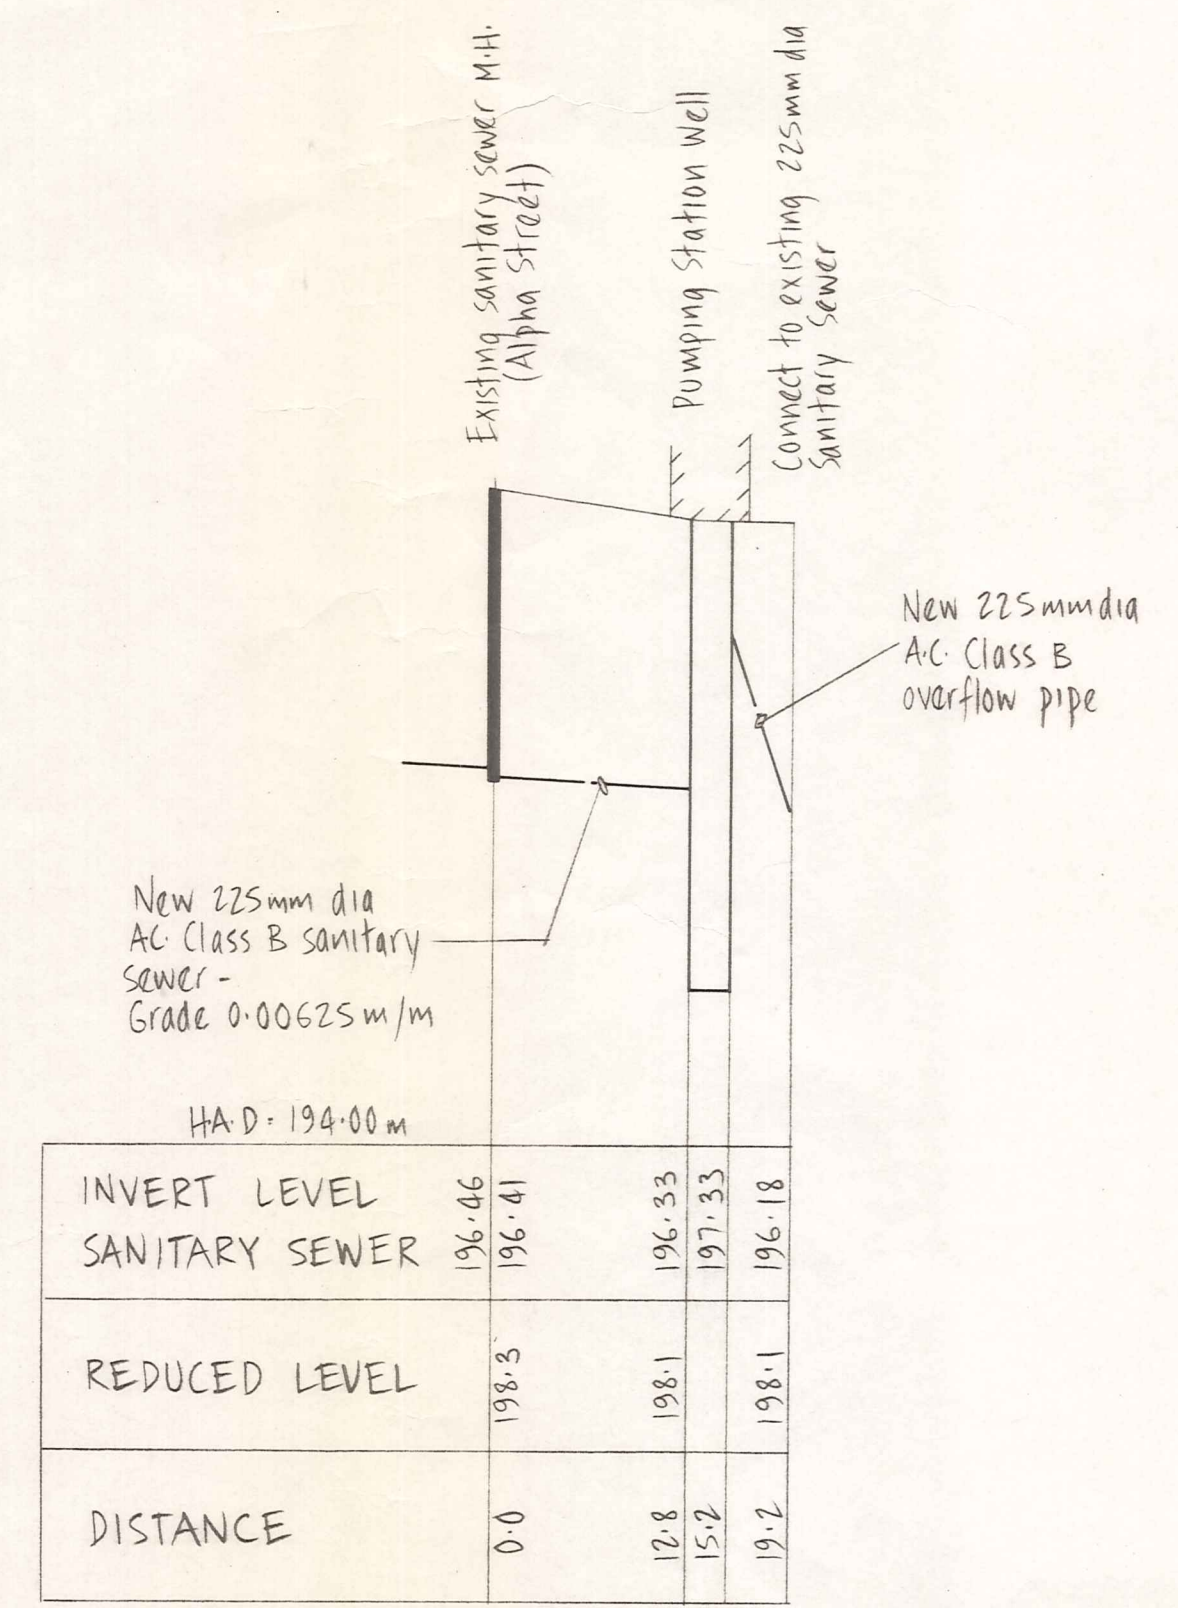 Existing sanitary sewer M.H.
(Alpha Street)
Pumping Station Well
Connect to existing 225mm dia
Sanitary Sewer
New 225mm dia
A.C. Class B
overflow pipe
New 225mm dia
A.C. Class B sanitary
sewer -
Grade 0.00625m/m
H.A.D = 194.00m
INVERT LEVEL
SANITARY SEWER
196.46
196.41
196.33
197.33
196.18
REDUCED LEVEL
198.3
198.1
198.1
DISTANCE
0.0
12.8
15.2
19.2